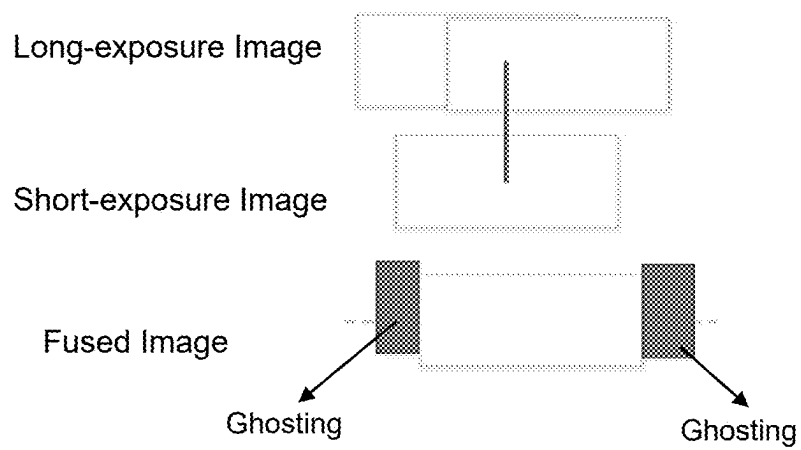 Long-exposure Image
Short-exposure Image
Fused Image
Ghosting
Ghosting